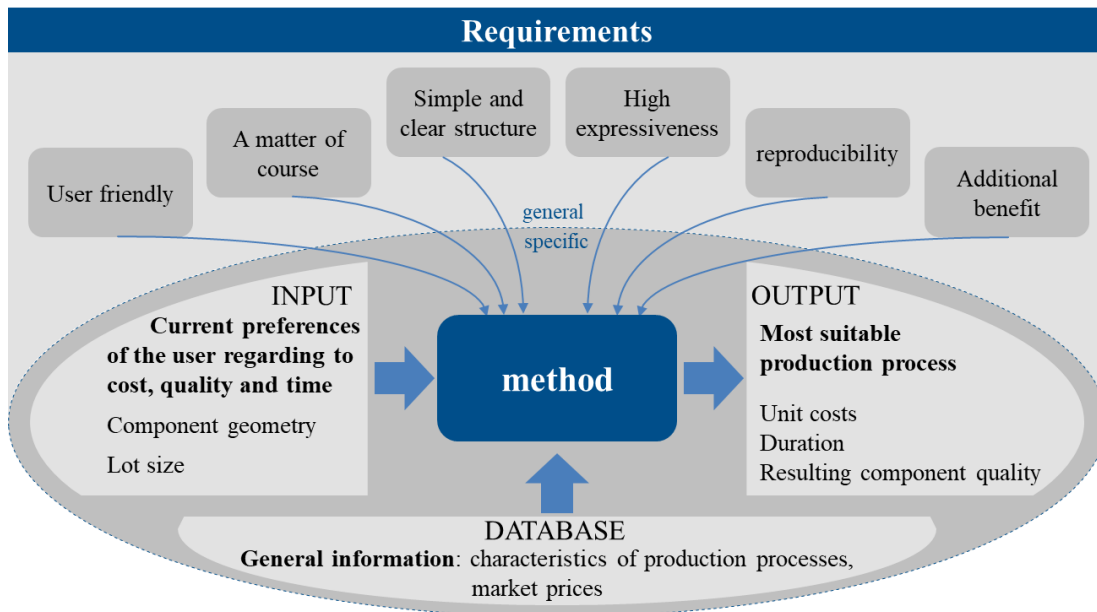 Requirements
User friendly
A matter of
course
Simple and
clear structure
High
expressiveness
reproducibility
Additional
benefit
general
specific
INPUT
Current preferences
of the user regarding to
cost, quality and time
Component geometry
Lot size
method
OUTPUT
Most suitable
production process
Unit costs
Duration
Resulting component quality
DATABASE
General information: characteristics of production processes,
market prices